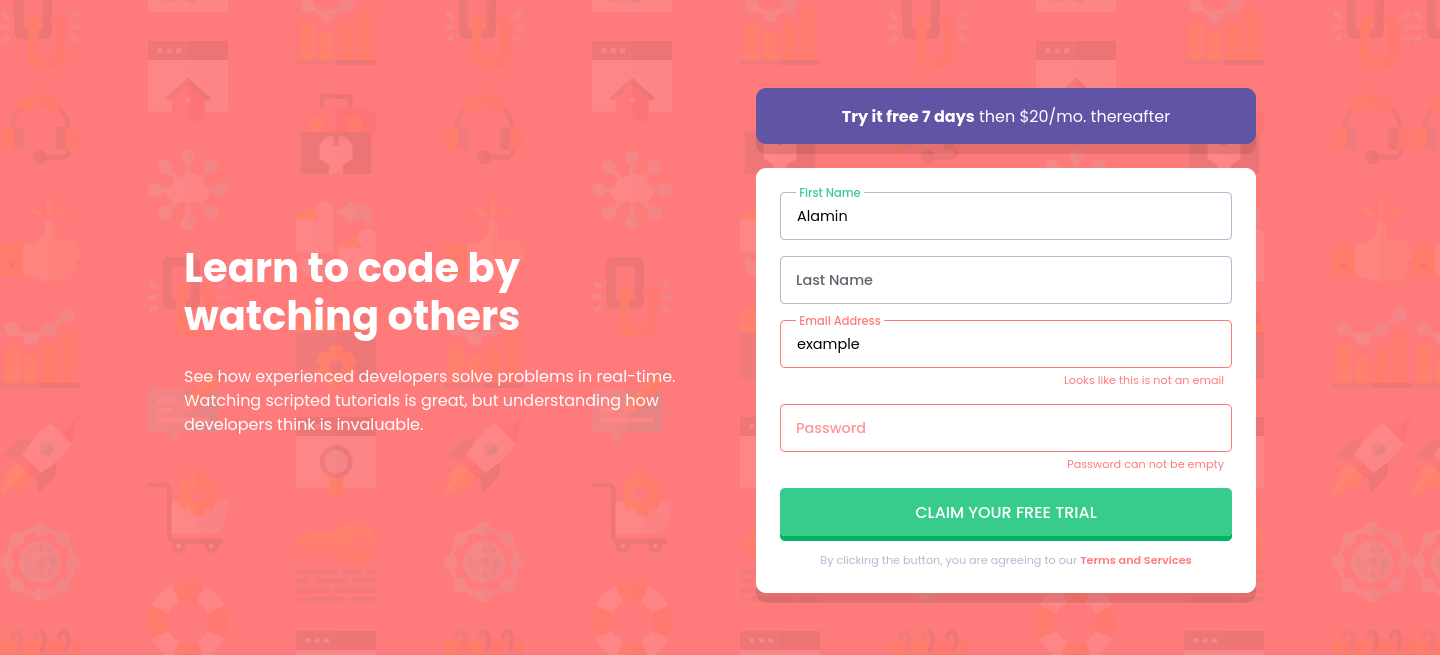 Learn to code by
watching others
See how experienced developers solve problems in real-time.
Watching scripted tutorials is great, but understanding how
developers think is invaluable.
Try it free 7 days then $20/mo. thereafter
First Name
Alamin
Last Name
Email Address
example
Looks like this is not an email
Password
Password can not be empty
CLAIM YOUR FREE TRIAL
By clicking the button, you are agreeing to our Terms and Services